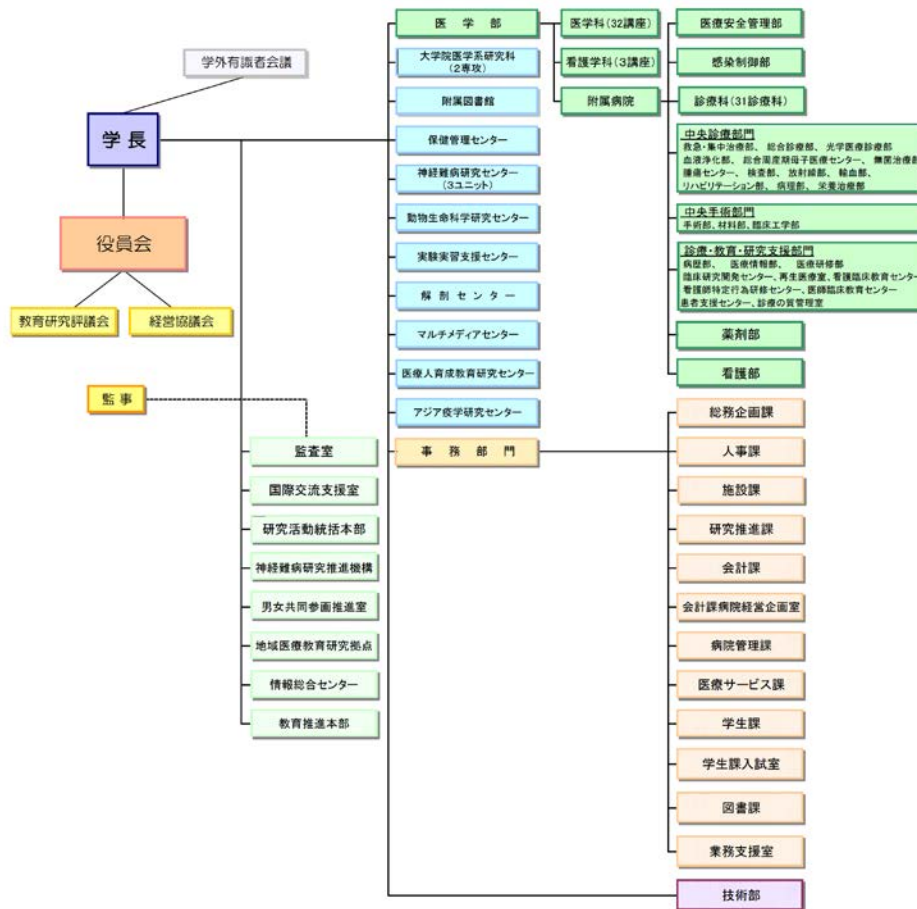 学外有識者会議
学長
役員会
教育研究評議会
経営協議会
監事
監査室
国際交流支援室
研究活動統括本部
神経難病研究推進機構
男女共同参画推進室
地域医療教育研究拠点
情報総合センター
教育推進本部
医学部
大学院医学系研究科
(2専攻)
附属図書館
保健管理センター
神経難病研究センター
(3ユニット)
動物生命科学研究センター
実験実習支援センター
解剖センター
マルチメディアセンター
医療人育成教育研究センター
アジア疫学研究センター
事務部門
医学科(32講座)
看護学科(3講座)
附属病院
医療安全管理部
感染制御部
診療科(31診療科)
中央診療部門
救急・集中治療部、 総合診療部、 光学医療診療部
血液浄化部、 総合周産期母子医療センター、 無菌治療部
腫瘍センター、 検査部、 放射線部、 輸血部、
リハビリテーション部、 病理部、 栄養治療部
中央手術部門
手術部、材料部、臨床工学部
診療・教育・研究支援部門
病歴部、 医療情報部、 医療研修部
臨床研究開発センター、再生医療室、看護臨床教育センター
看護師特定行為研修センター、医師臨床教育センター
患者支援センター、診療の質管理室
薬剤部
看護部
総務企画課
人事課
施設課
研究推進課
会計課
会計課病院経営企画室
病院管理課
医療サービス課
学生課
学生課入試室
図書課
業務支援室
技術部